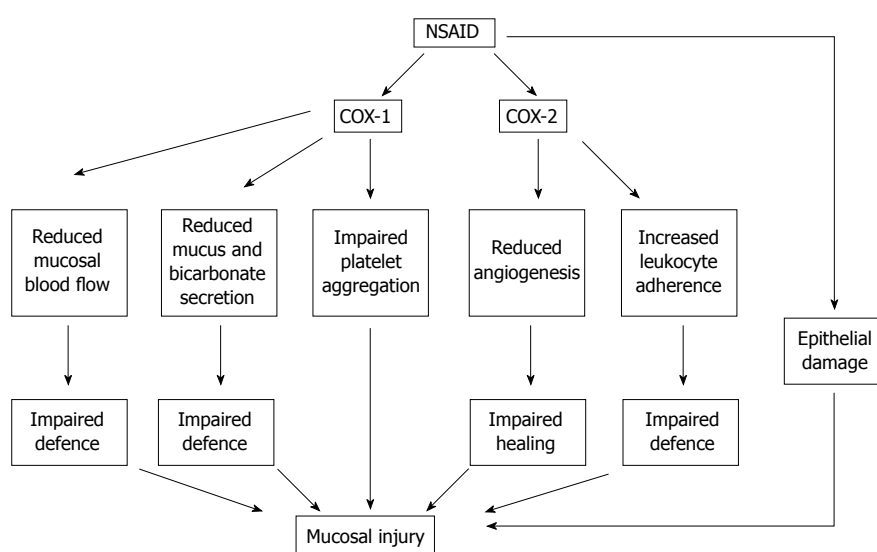 NSAID
COX-1
COX-2
Reduced
mucosal
blood flow
Reduced
mucus and
bicarbonate
secretion
Impaired
platelet
aggregation
Reduced
angiogenesis
Increased
leukocyte
adherence
Epithelial
damage
Impaired
defence
Impaired
defence
Impaired
healing
Impaired
defence
Mucosal injury